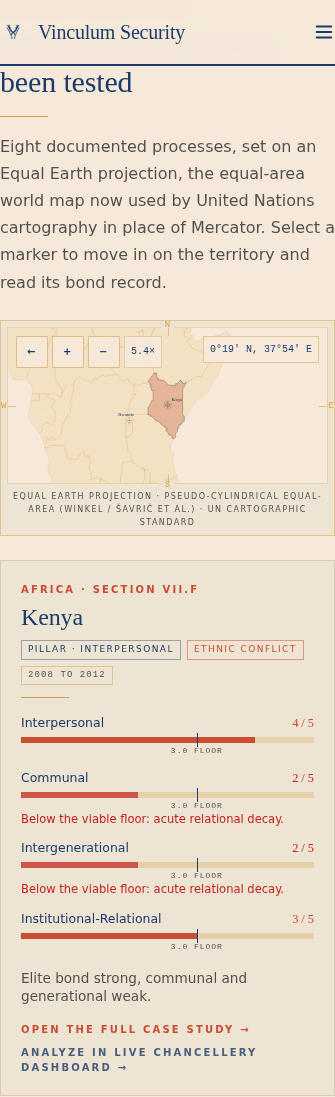 Vinculum Security
been tested
Eight documented processes, set on an
Equal Earth projection, the equal-area
world map now used by United Nations
cartography in place of Mercator. Select a
marker to move in on the territory and
read its bond record.
N
← + − 5.4× 0°19′ N, 37°54′ E
Kenya
Rwanda
W E
S
EQUAL EARTH PROJECTION · PSEUDO-CYLINDRICAL EQUAL-
AREA (WINKEL / ŠAVRIČ ET AL.) · UN CARTOGRAPHIC
STANDARD
AFRICA · SECTION VII.F
Kenya
PILLAR · INTERPERSONAL ETHNIC CONFLICT
2008 TO 2012
Interpersonal 4 / 5
3.0 FLOOR
Communal 2 / 5
3.0 FLOOR
Below the viable floor: acute relational decay.
Intergenerational 2 / 5
3.0 FLOOR
Below the viable floor: acute relational decay.
Institutional-Relational 3 / 5
3.0 FLOOR
Elite bond strong, communal and
generational weak.
OPEN THE FULL CASE STUDY →
ANALYZE IN LIVE CHANCELLERY
DASHBOARD →